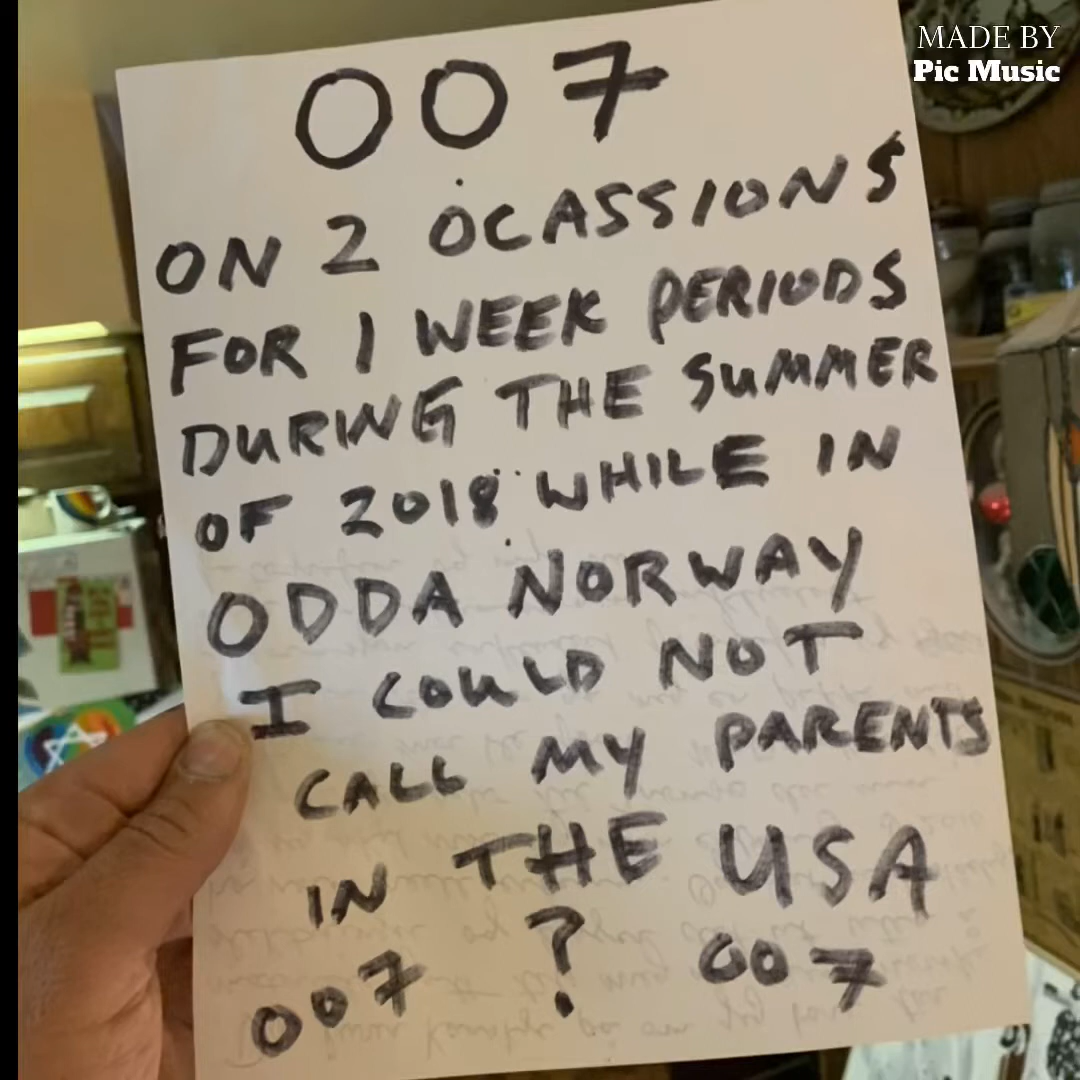 MADE BY
Pic Music
007
ON 2 OCASSIONS
FOR 1 WEEK PERIODS
DURING THE SUMMER
OF 2018 WHILE IN
ODDA NORWAY
I COULD NOT
CALL MY PARENTS
IN THE USA
007 ? 007